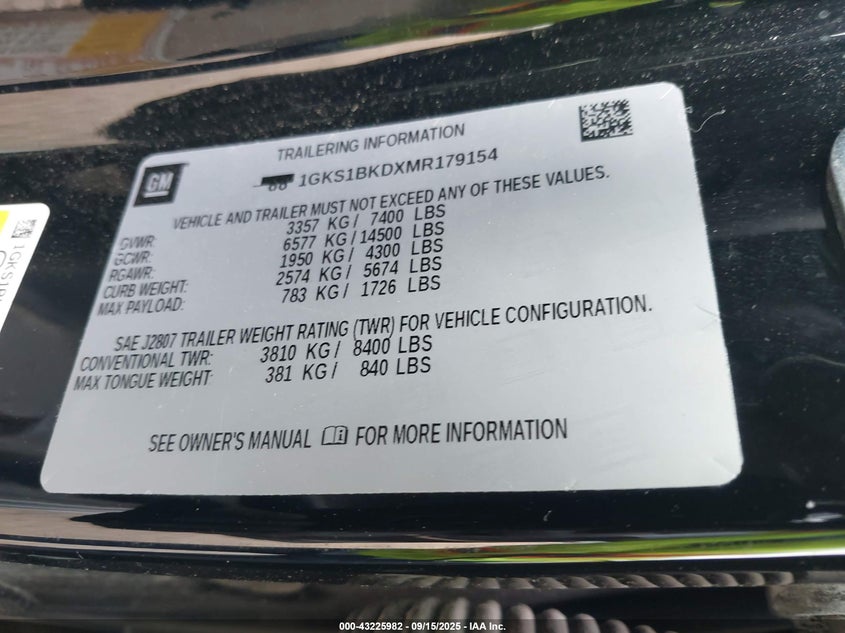 TRAILERING INFORMATION
GM
1GKS1BKDXMR179154
VEHICLE AND TRAILER MUST NOT EXCEED ANY OF THESE VALUES.
GVWR: 3357 KG / 7400 LBS
GCWR: 6577 KG / 14500 LBS
RGAWR: 1950 KG / 4300 LBS
CURB WEIGHT: 2574 KG / 5674 LBS
MAX PAYLOAD: 783 KG / 1726 LBS
SAE J2807 TRAILER WEIGHT RATING (TWR) FOR VEHICLE CONFIGURATION.
CONVENTIONAL TWR: 3810 KG / 8400 LBS
MAX TONGUE WEIGHT: 381 KG / 840 LBS
SEE OWNER'S MANUAL FOR MORE INFORMATION
000-43225982 - 09/15/2025 - IAA Inc.